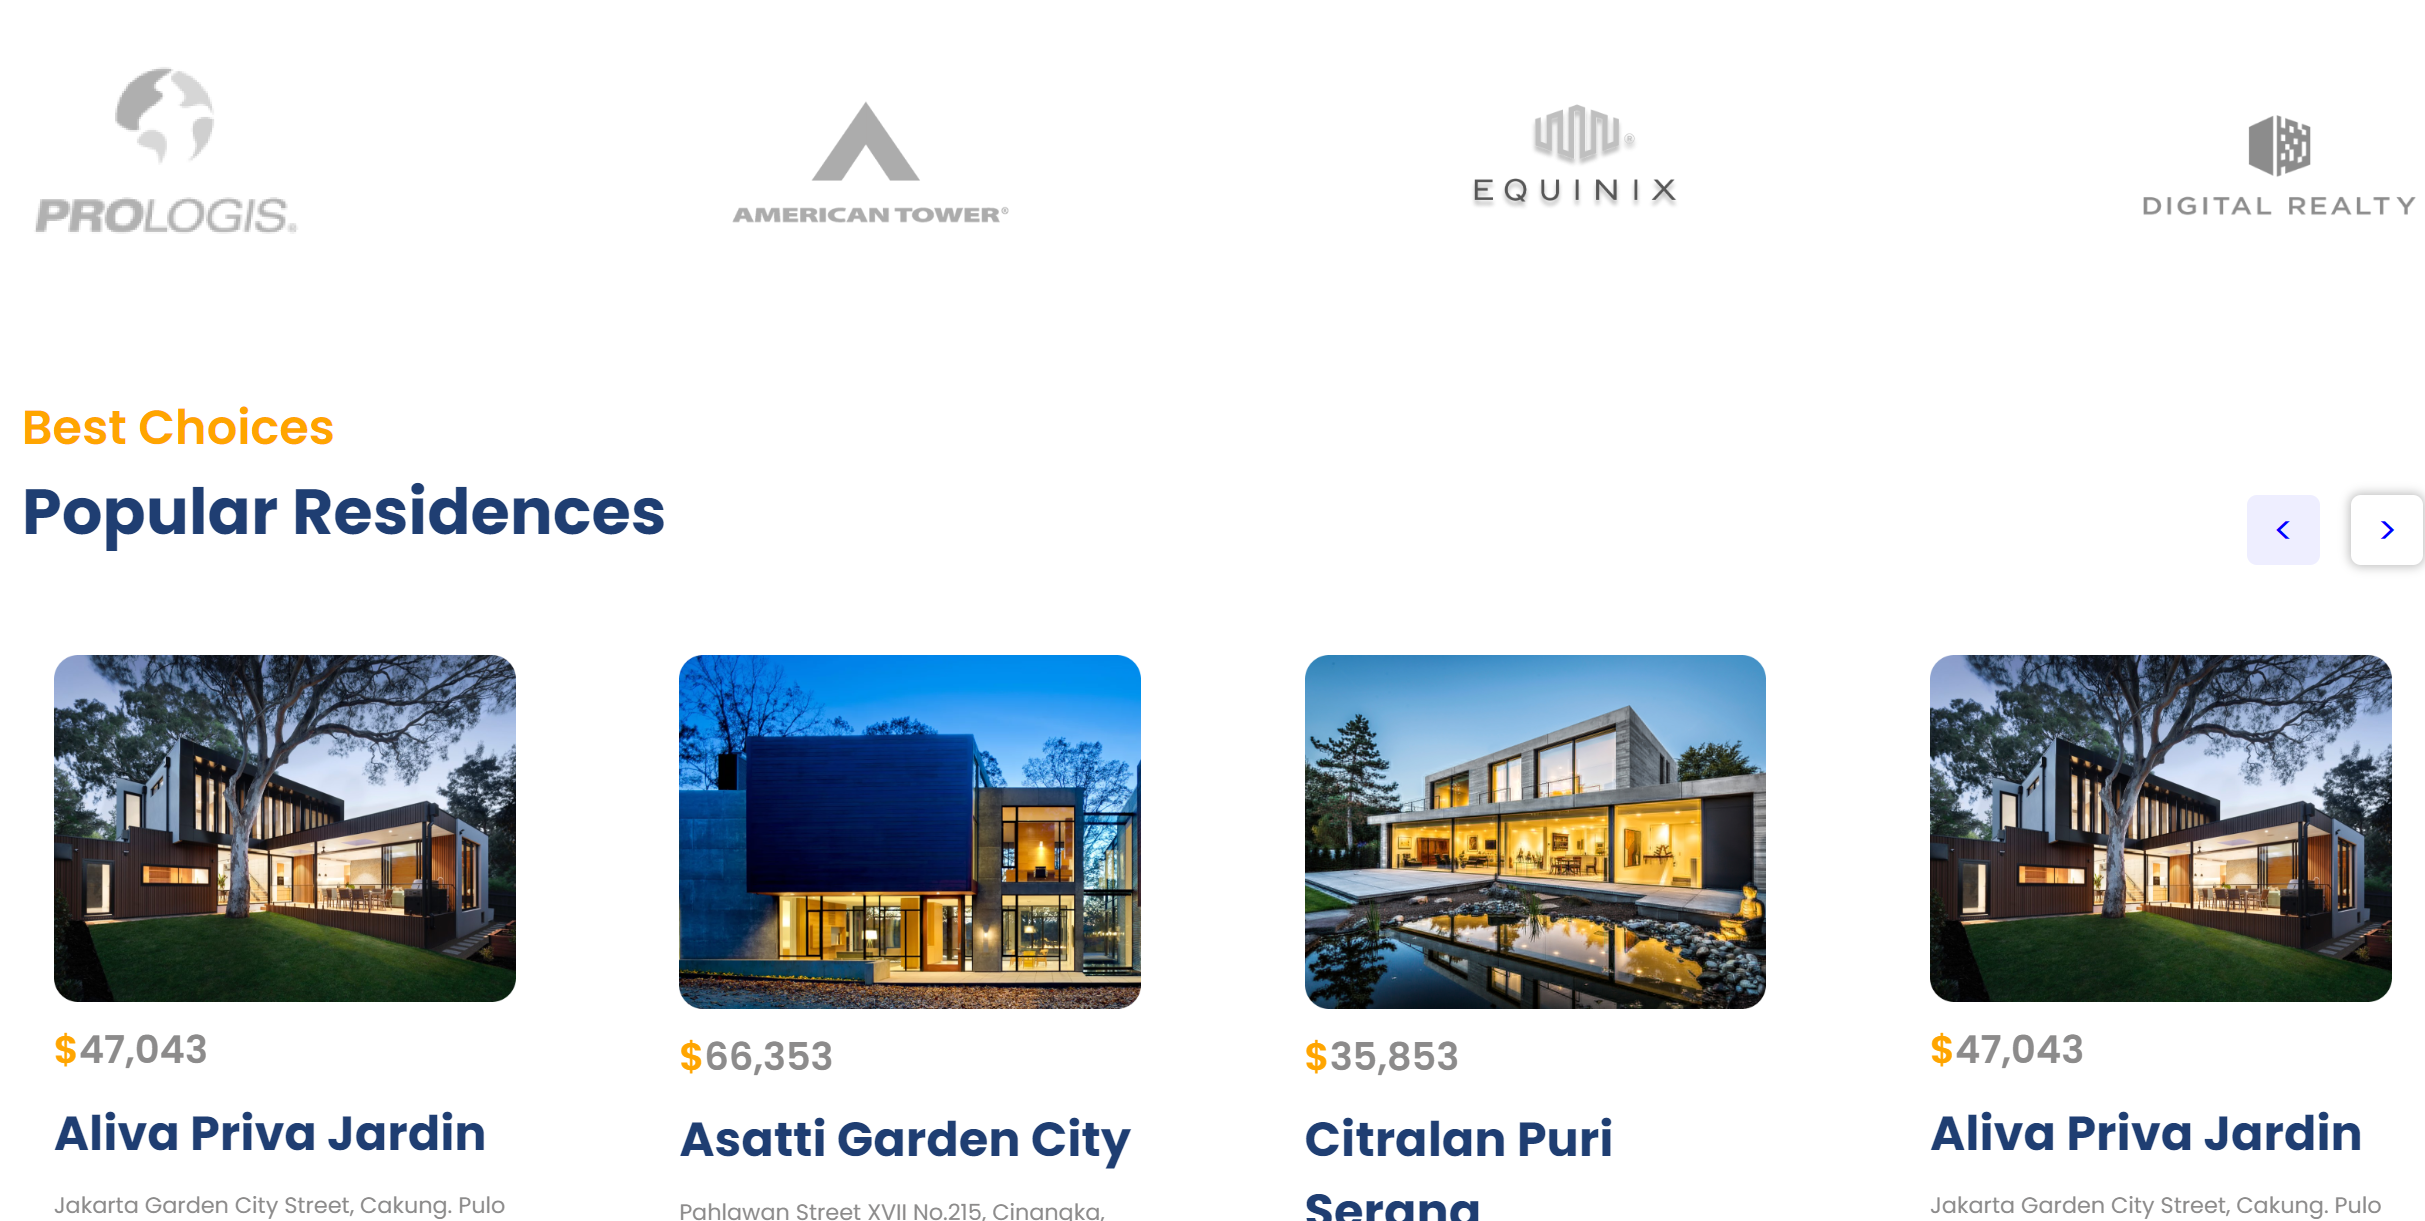 PROLOGIS®
AMERICAN TOWER®
®
EQUINIX
DIGITAL REALTY
Best Choices
Popular Residences
< >
$47,043
Aliva Priva Jardin
Jakarta Garden City Street, Cakung. Pulo
$66,353
Asatti Garden City
Pahlawan Street XVII No.215, Cinangka,
$35,853
Citralan Puri
Serang
$47,043
Aliva Priva Jardin
Jakarta Garden City Street, Cakung. Pulo